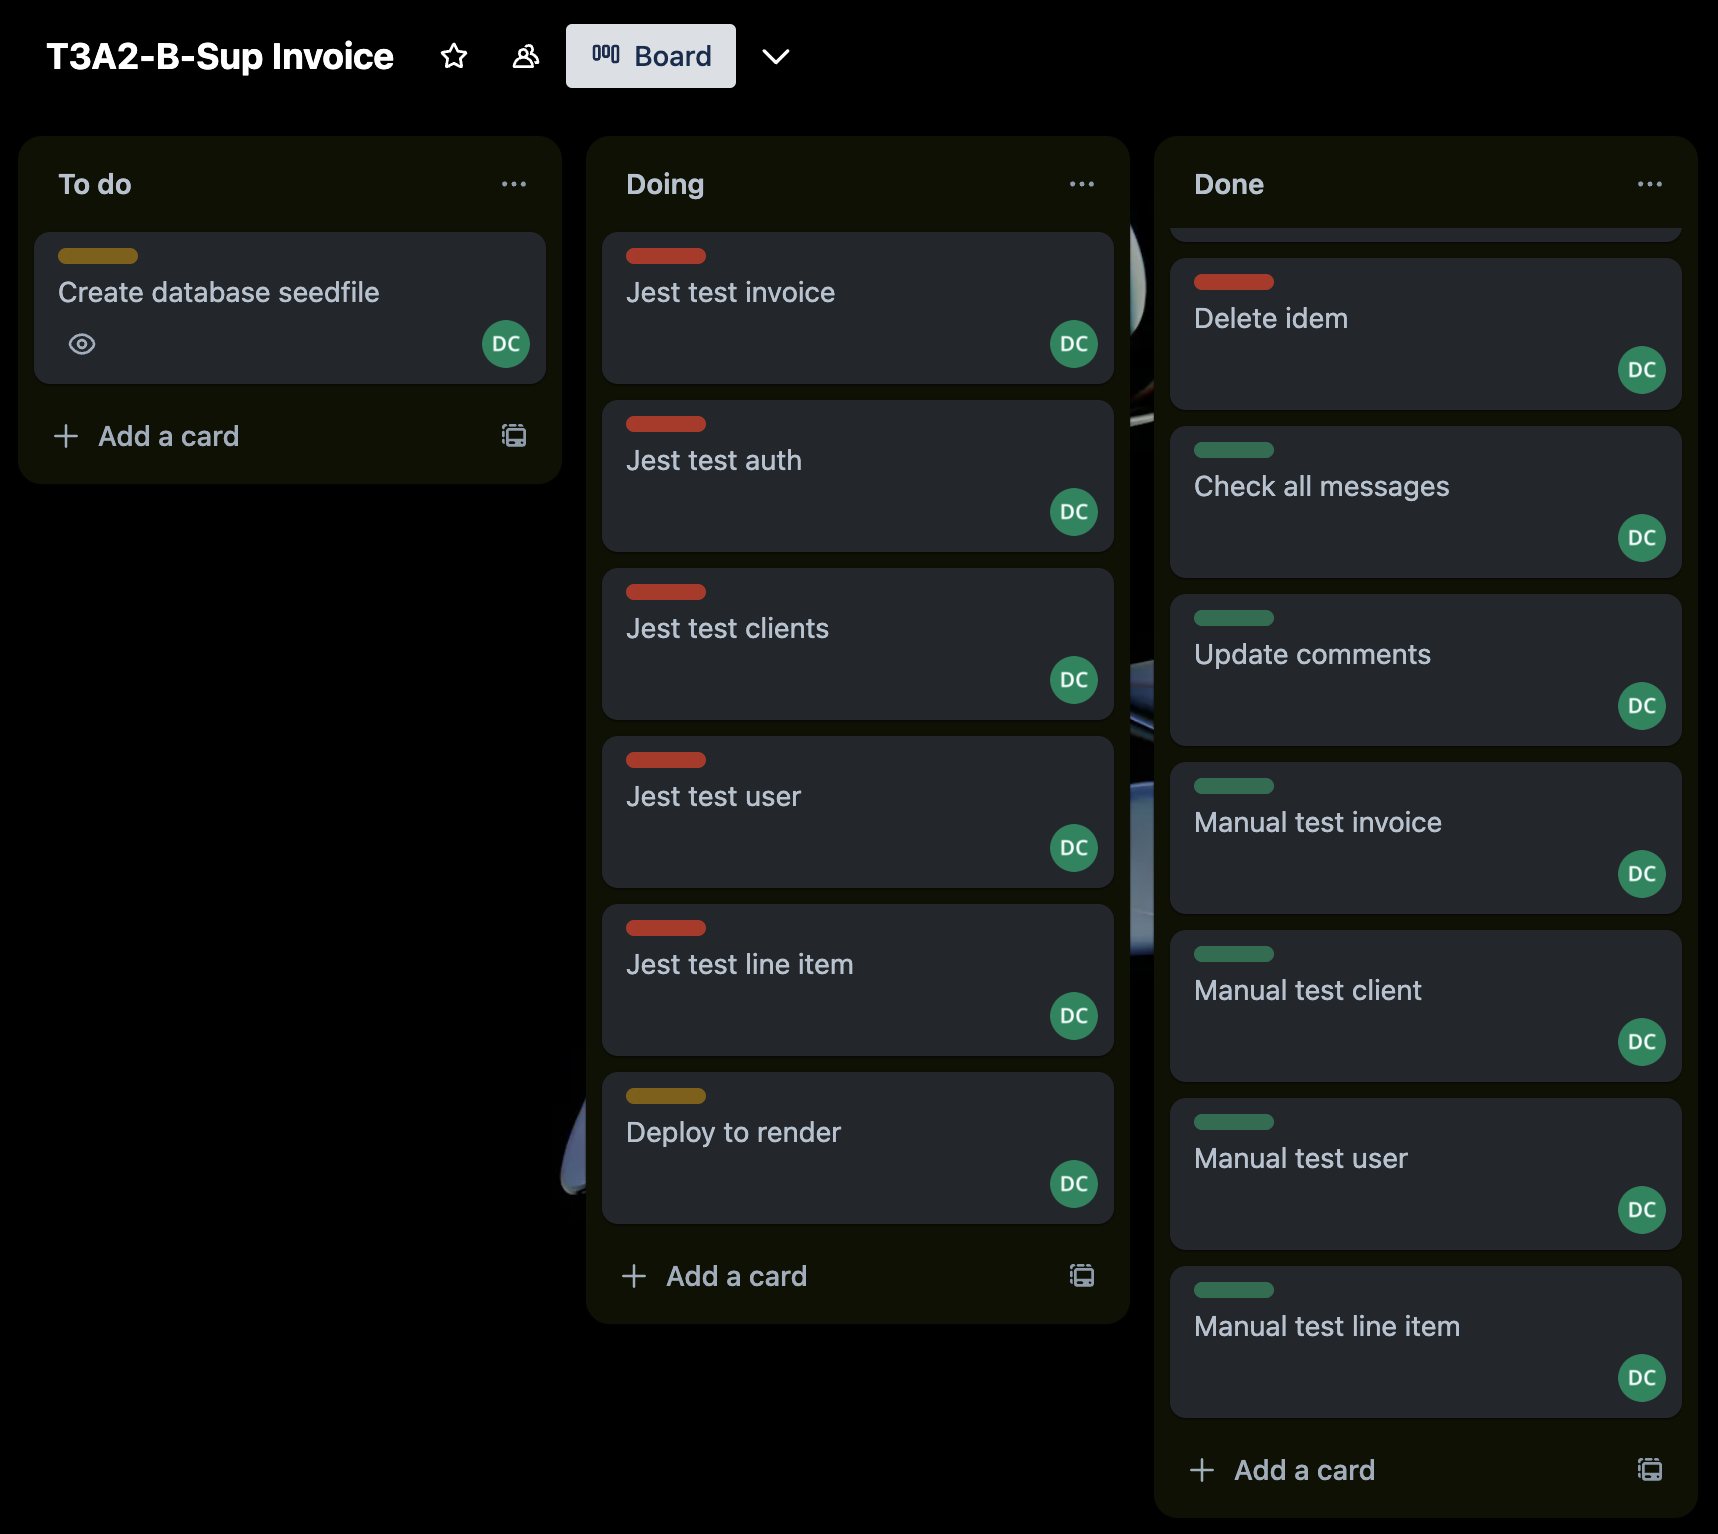 T3A2-B-Sup Invoice
Board
To do
Create database seedfile
DC
Add a card
Doing
Jest test invoice
DC
Jest test auth
DC
Jest test clients
DC
Jest test user
DC
Jest test line item
DC
Deploy to render
DC
Add a card
Done
Delete idem
DC
Check all messages
DC
Update comments
DC
Manual test invoice
DC
Manual test client
DC
Manual test user
DC
Manual test line item
DC
Add a card